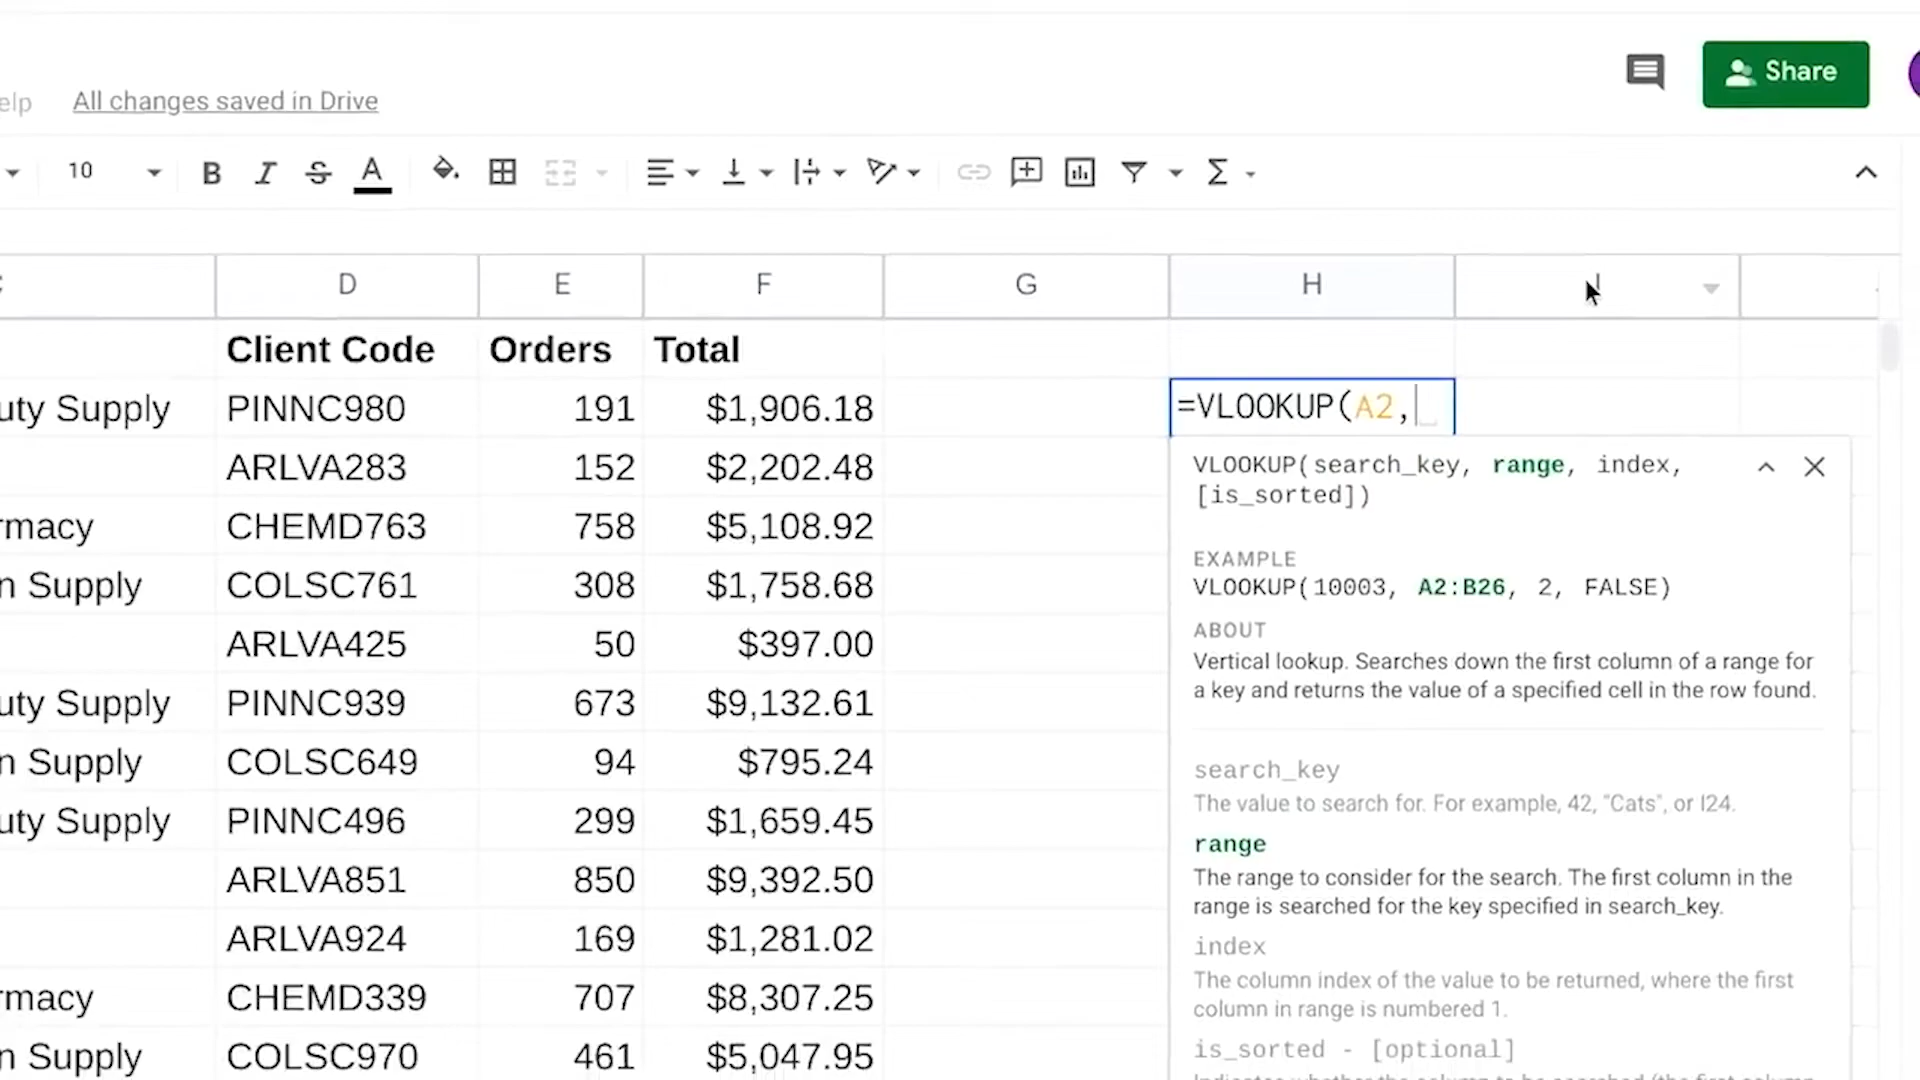 Share
elp All changes saved in Drive
10 B I S A Σ
D E F G H
Client Code Orders Total
uty Supply PINNC980 191 $1,906.18 =VLOOKUP(A2,
ARLVA283 152 $2,202.48
rmacy CHEMD763 758 $5,108.92
n Supply COLSC761 308 $1,758.68
ARLVA425 50 $397.00
uty Supply PINNC939 673 $9,132.61
n Supply COLSC649 94 $795.24
uty Supply PINNC496 299 $1,659.45
ARLVA851 850 $9,392.50
ARLVA924 169 $1,281.02
rmacy CHEMD339 707 $8,307.25
n Supply COLSC970 461 $5,047.95
VLOOKUP(search_key, range, index,
[is_sorted])
EXAMPLE
VLOOKUP(10003, A2:B26, 2, FALSE)
ABOUT
Vertical lookup. Searches down the first column of a range for
a key and returns the value of a specified cell in the row found.
search_key
The value to search for. For example, 42, "Cats", or I24.
range
The range to consider for the search. The first column in the
range is searched for the key specified in search_key.
index
The column index of the value to be returned, where the first
column in range is numbered 1.
is_sorted - [optional]